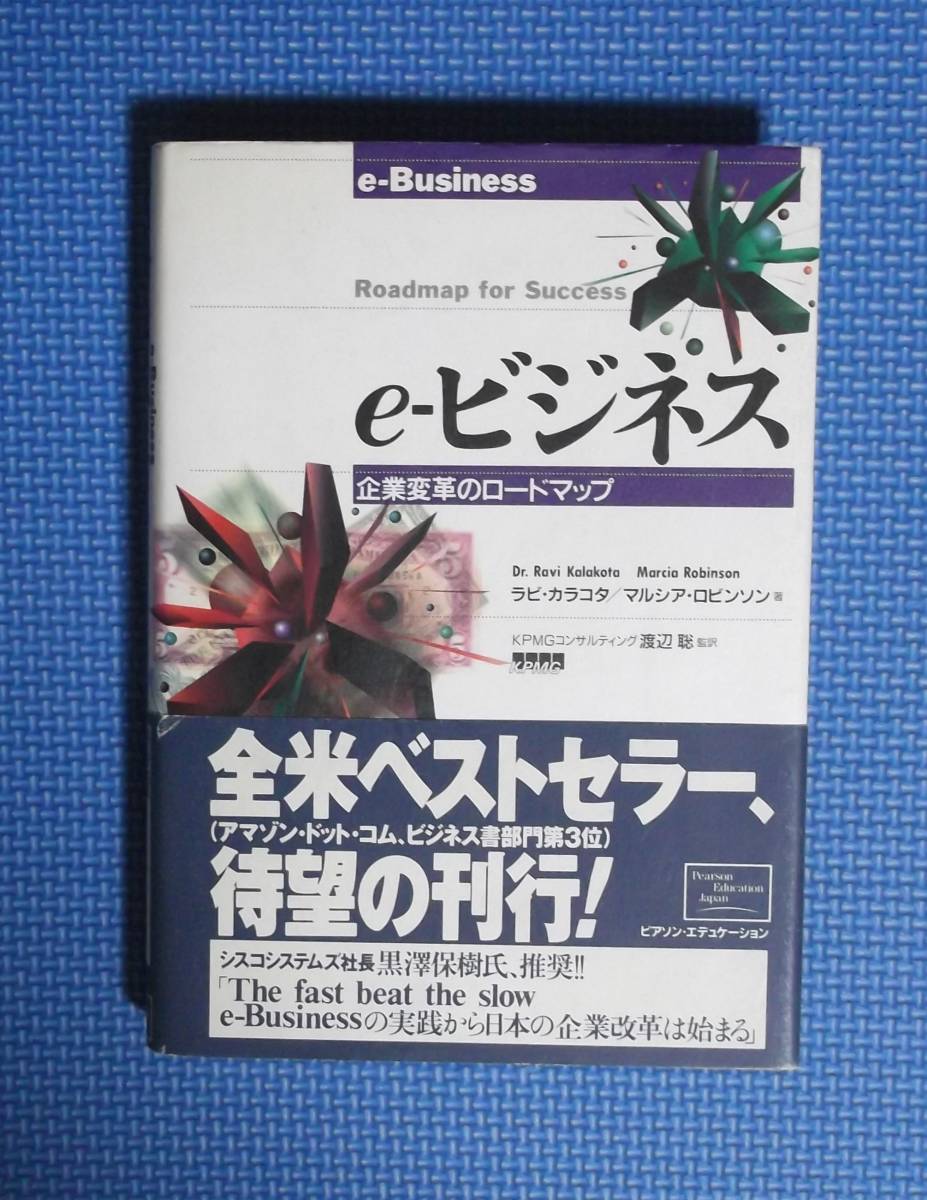 e-Business
Roadmap for Success
e-ビジネス
企業変革のロードマップ
Dr. Ravi Kalakota Marcia Robinson
ラビ・カラコタ／マルシア・ロビンソン 著
KPMGコンサルティング 渡辺 聡 監訳
KPMG
全米ベストセラー、
(アマゾン・ドット・コム、ビジネス書部門第3位)
待望の刊行!
Pearson
Education
Japan
ピアソン・エデュケーション
シスコシステムズ社長 黒澤保樹氏、推奨!!
「The fast beat the slow
e-Businessの実践から日本の企業改革は始まる」